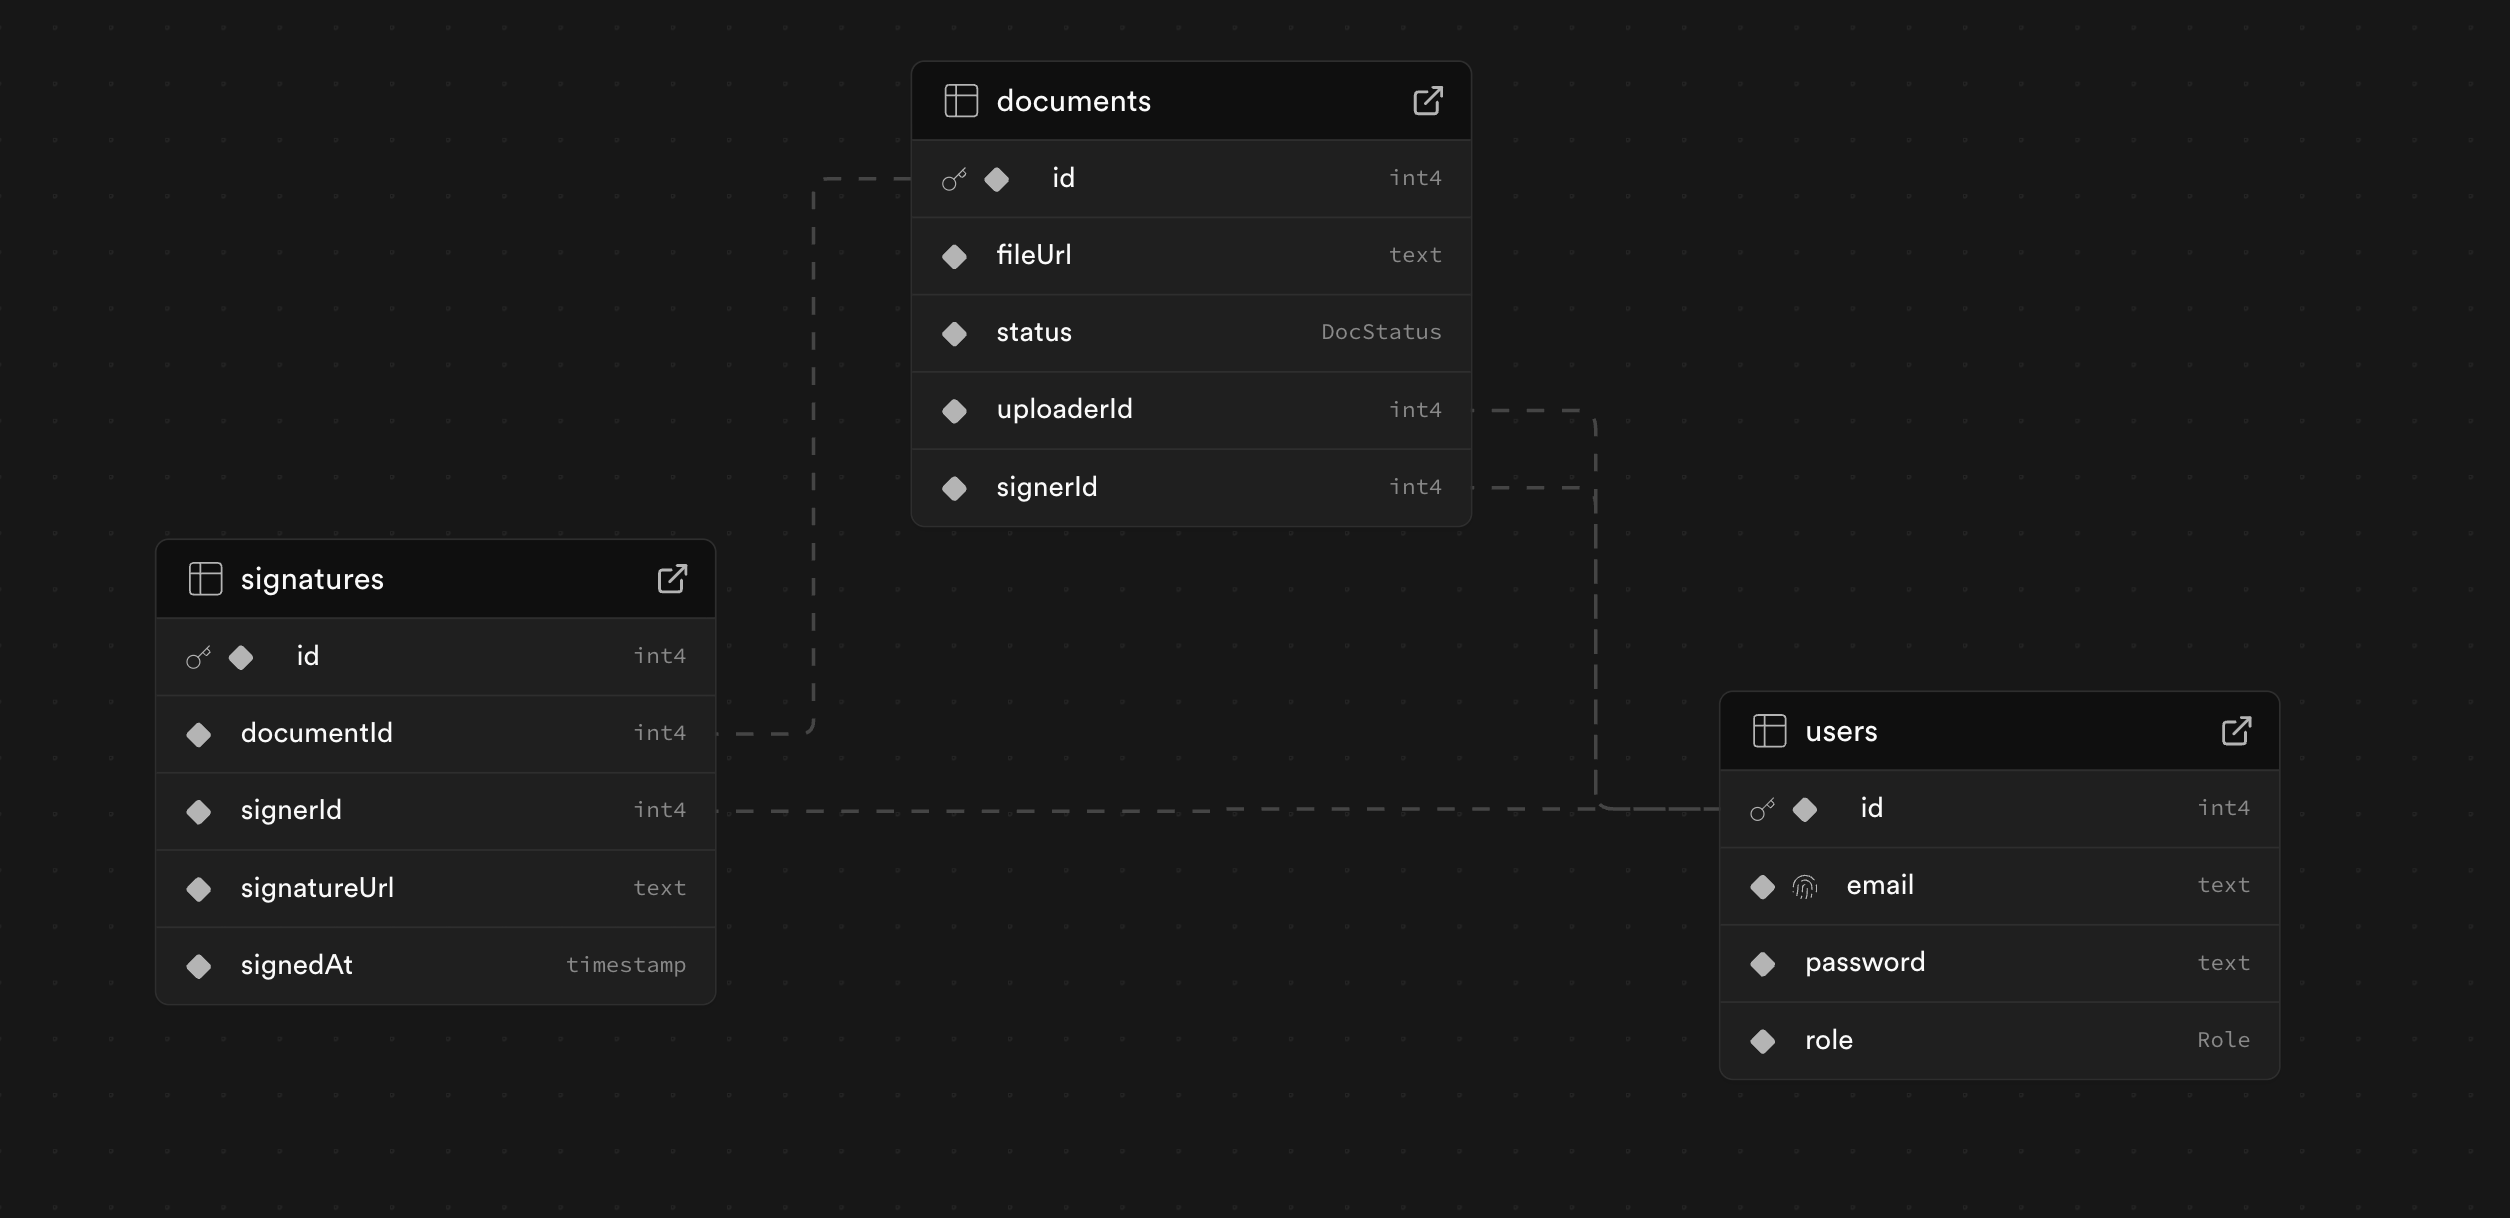 documents
id int4
fileUrl text
status DocStatus
uploaderId int4
signerId int4
signatures
id int4
documentId int4
signerId int4
signatureUrl text
signedAt timestamp
users
id int4
email text
password text
role Role